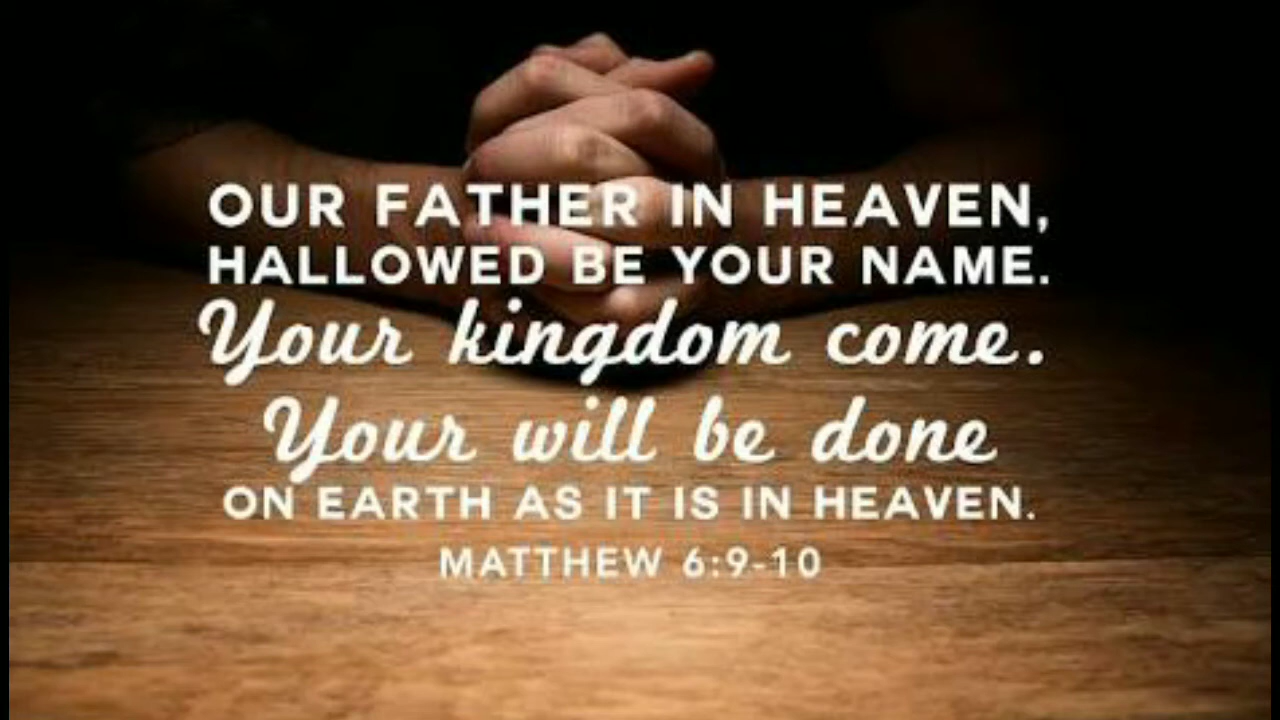 OUR FATHER IN HEAVEN,
HALLOWED BE YOUR NAME.
Your kingdom come.
Your will be done
ON EARTH AS IT IS IN HEAVEN.
MATTHEW 6:9-10